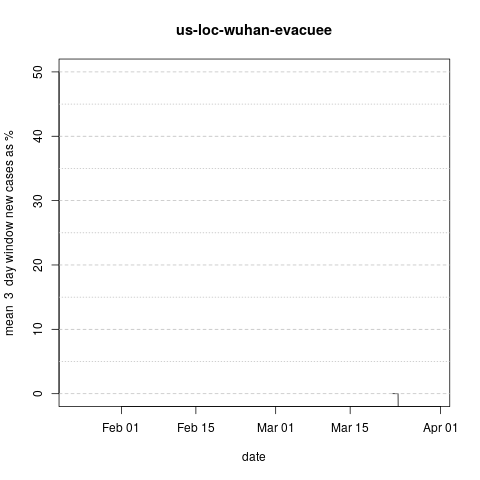 us-loc-wuhan-evacuee
mean 3 day window new cases as %
50
40
30
20
10
0
Feb 01
Feb 15
Mar 01
Mar 15
Apr 01
date